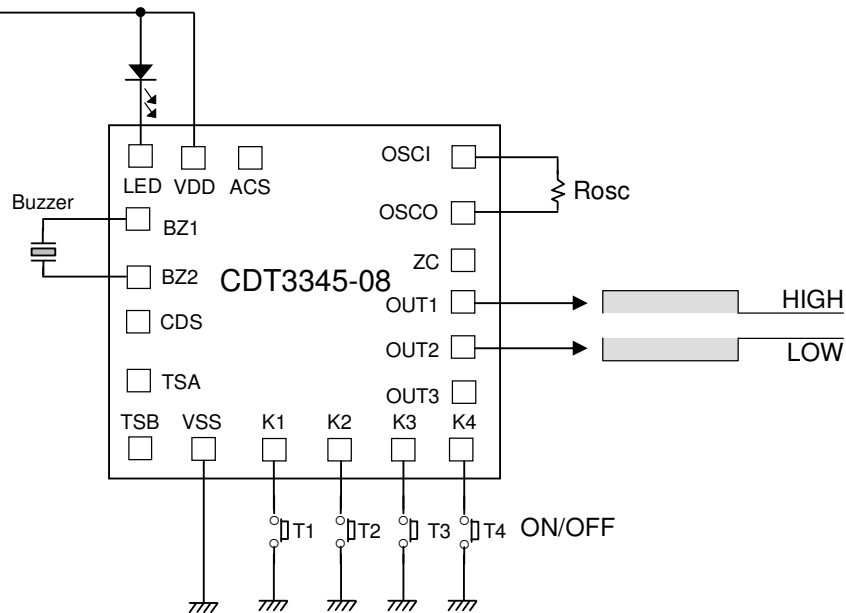 OSCI
LED VDD ACS
Buzzer
Rosc
BZ1
OSCO
ZC
BZ2 CDT3345-08
OUT1
HIGH
CDS
OUT2
LOW
TSA
OUT3
TSB VSS K1 K2 K3 K4
T1 T2 T3 T4 ON/OFF